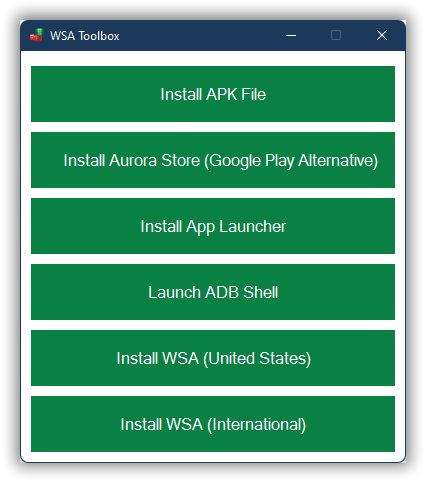 WSA Toolbox
Install APK File
Install Aurora Store (Google Play Alternative)
Install App Launcher
Launch ADB Shell
Install WSA (United States)
Install WSA (International)